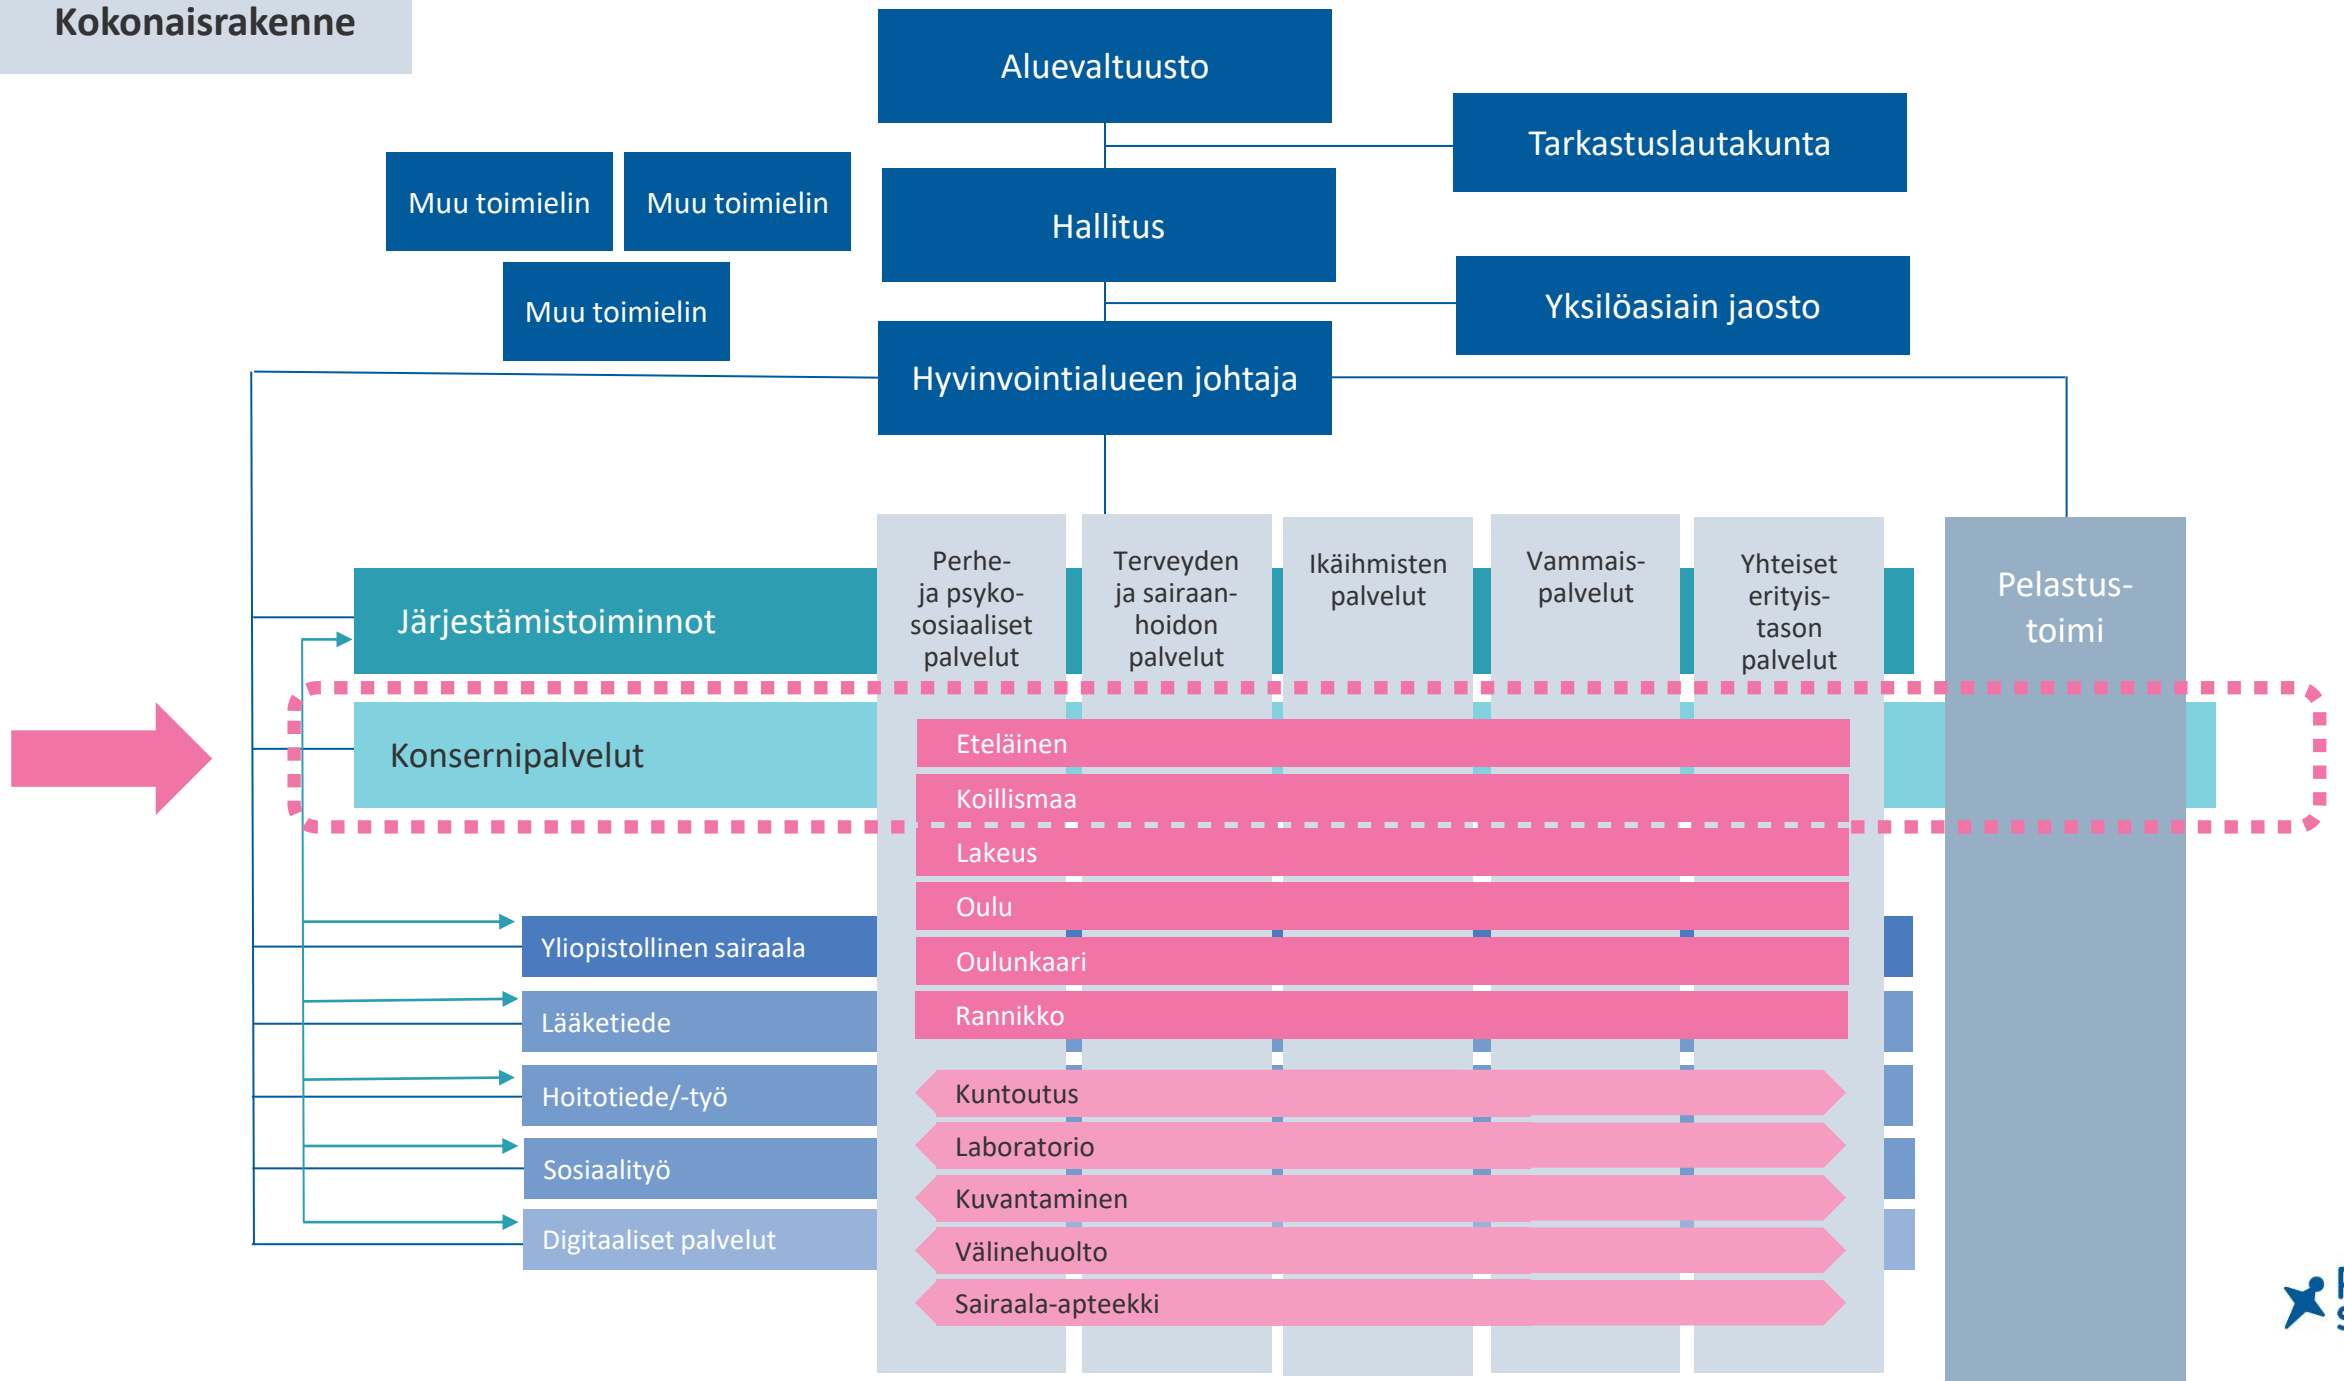 Kokonaisrakenne
Aluevaltuusto
Tarkastuslautakunta
Muu toimielin
Muu toimielin
Hallitus
Muu toimielin
Yksilöasiain jaosto
Hyvinvointialueen johtaja
Perhe-
ja psyko-
sosiaaliset
palvelut
Terveyden
ja sairaan-
hoidon
palvelut
Ikäihmisten
palvelut
Vammais-
palvelut
Yhteiset
erityis-
tason
palvelut
Pelastus-
toimi
Järjestämistoiminnot
Konsernipalvelut
Eteläinen
Koillismaa
Lakeus
Oulu
Oulunkaari
Rannikko
Yliopistollinen sairaala
Lääketiede
Hoitotiede/-työ
Sosiaalityö
Digitaaliset palvelut
Kuntoutus
Laboratorio
Kuvantaminen
Välinehuolto
Sairaala-apteekki